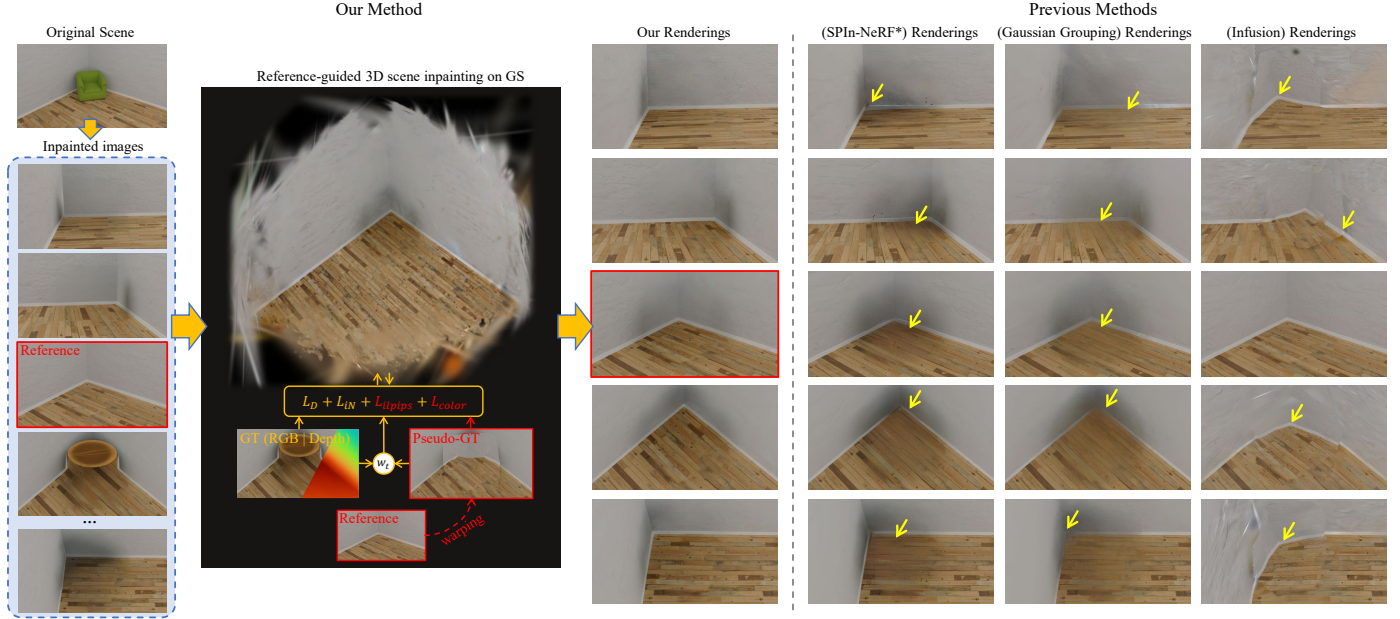 Our Method
Previous Methods
Original Scene
Our Renderings
(SPIn-NeRF*) Renderings
(Gaussian Grouping) Renderings
(Infusion) Renderings
Reference-guided 3D scene inpainting on GS
Inpainted images
Reference
...
L_D + L_iN + L_ilpips + L_color
GT (RGB | Depth)
Pseudo-GT
w_t
Reference
warping